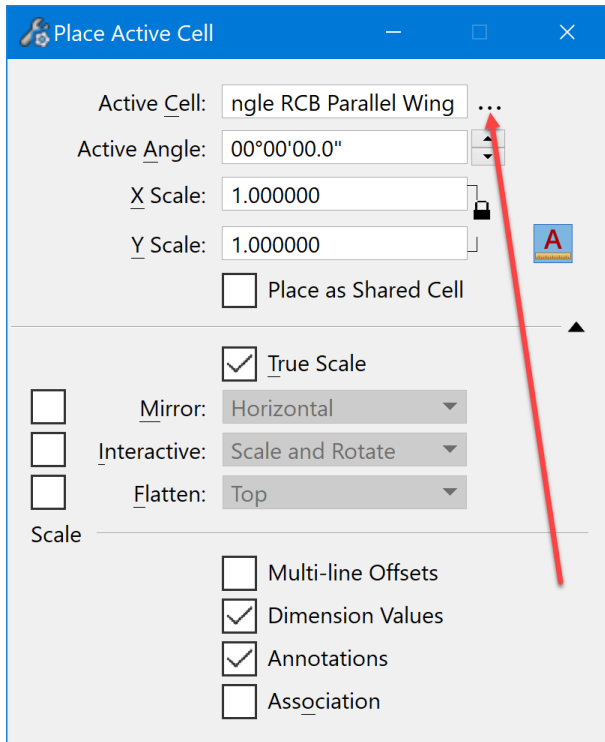 Place Active Cell
Active Cell: ngle RCB Parallel Wing ...
Active Angle: 00°00'00.0"
X Scale: 1.000000
Y Scale: 1.000000
A
Place as Shared Cell
True Scale
Mirror: Horizontal
Interactive: Scale and Rotate
Flatten: Top
Scale
Multi-line Offsets
Dimension Values
Annotations
Association